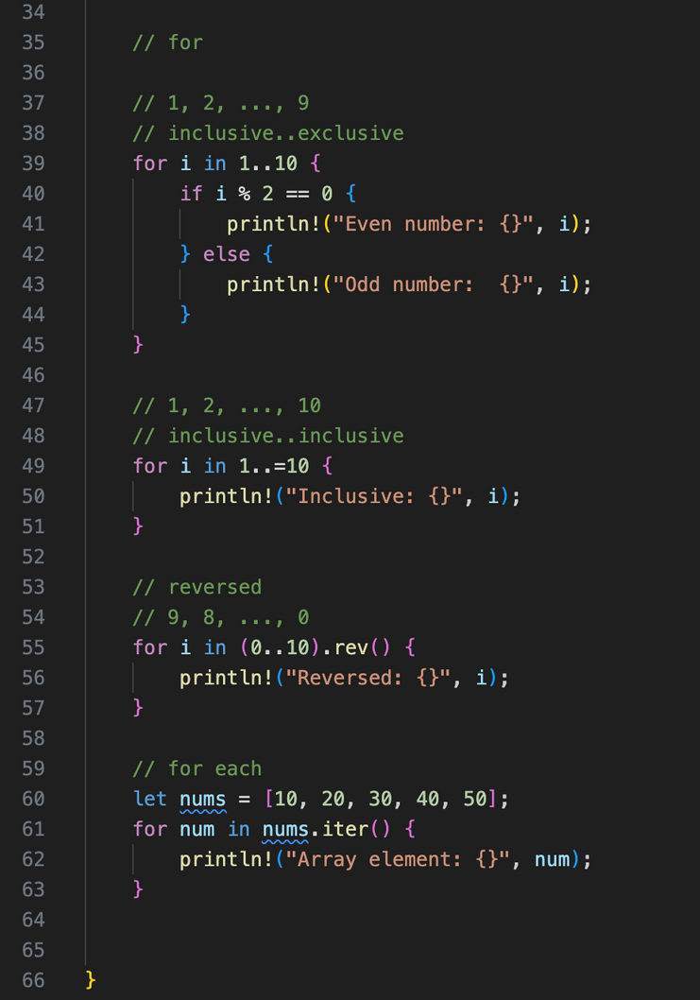 34
35 // for
36
37 // 1, 2, ..., 9
38 // inclusive..exclusive
39 for i in 1..10 {
40 if i % 2 == 0 {
41 println!("Even number: {}", i);
42 } else {
43 println!("Odd number:  {}", i);
44 }
45 }
46
47 // 1, 2, ..., 10
48 // inclusive..inclusive
49 for i in 1..=10 {
50 println!("Inclusive: {}", i);
51 }
52
53 // reversed
54 // 9, 8, ..., 0
55 for i in (0..10).rev() {
56 println!("Reversed: {}", i);
57 }
58
59 // for each
60 let nums = [10, 20, 30, 40, 50];
61 for num in nums.iter() {
62 println!("Array element: {}", num);
63 }
64
65
66 }